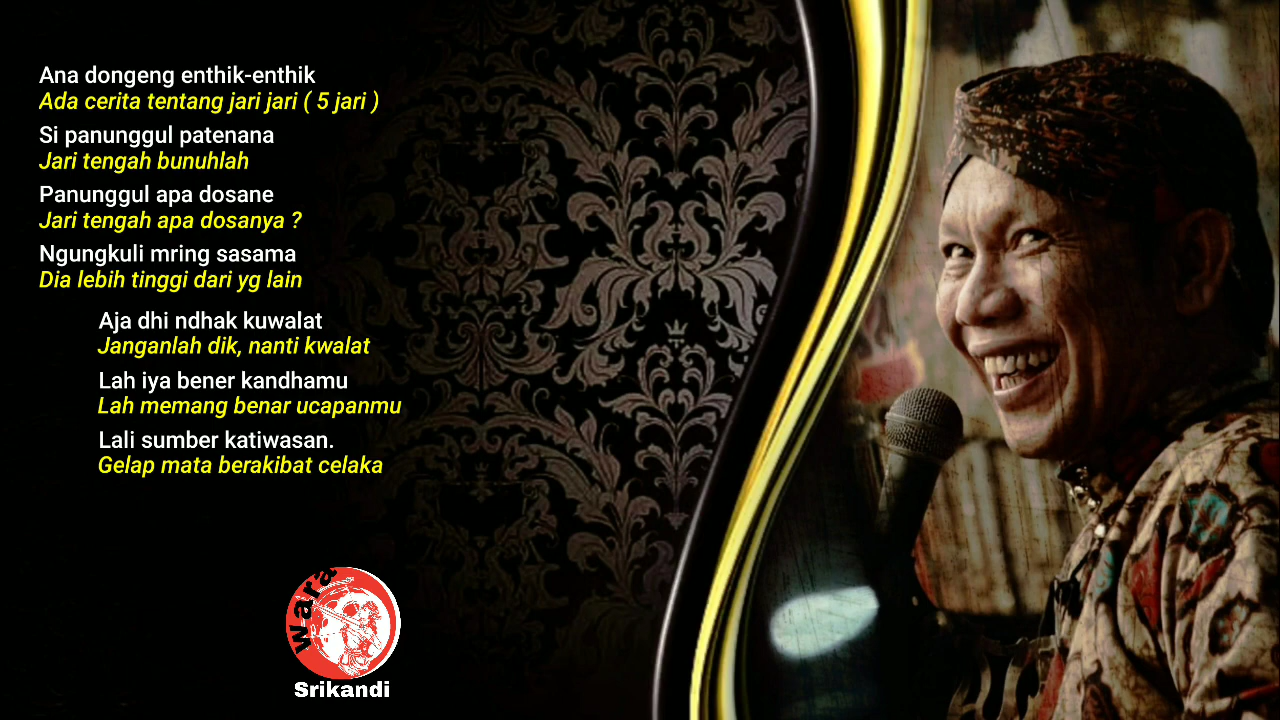 Ana dongeng enthik-enthik
Ada cerita tentang jari jari ( 5 jari )
Si panunggul patenana
Jari tengah bunuhlah
Panunggul apa dosane
Jari tengah apa dosanya ?
Ngungkuli mring sasama
Dia lebih tinggi dari yg lain
Aja dhi ndhak kuwalat
Janganlah dik, nanti kwalat
Lah iya bener kandhamu
Lah memang benar ucapanmu
Lali sumber katiwasan.
Gelap mata berakibat celaka
wara
Srikandi